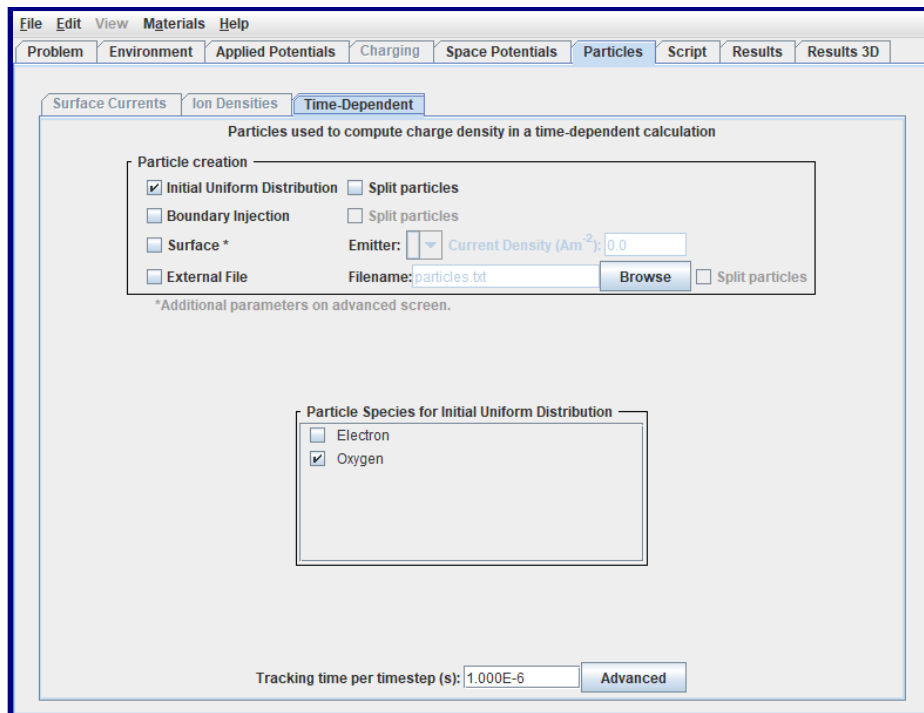 File Edit View Materials Help
Problem Environment Applied Potentials Charging Space Potentials Particles Script Results Results 3D
Surface Currents Ion Densities Time-Dependent
Particles used to compute charge density in a time-dependent calculation
Particle creation
Initial Uniform Distribution Split particles
Boundary Injection Split particles
Surface * Emitter: Current Density (Am⁻²): 0.0
External File Filename: particles.txt Browse Split particles
*Additional parameters on advanced screen.
Particle Species for Initial Uniform Distribution
Electron
Oxygen
Tracking time per timestep (s): 1.000E-6 Advanced